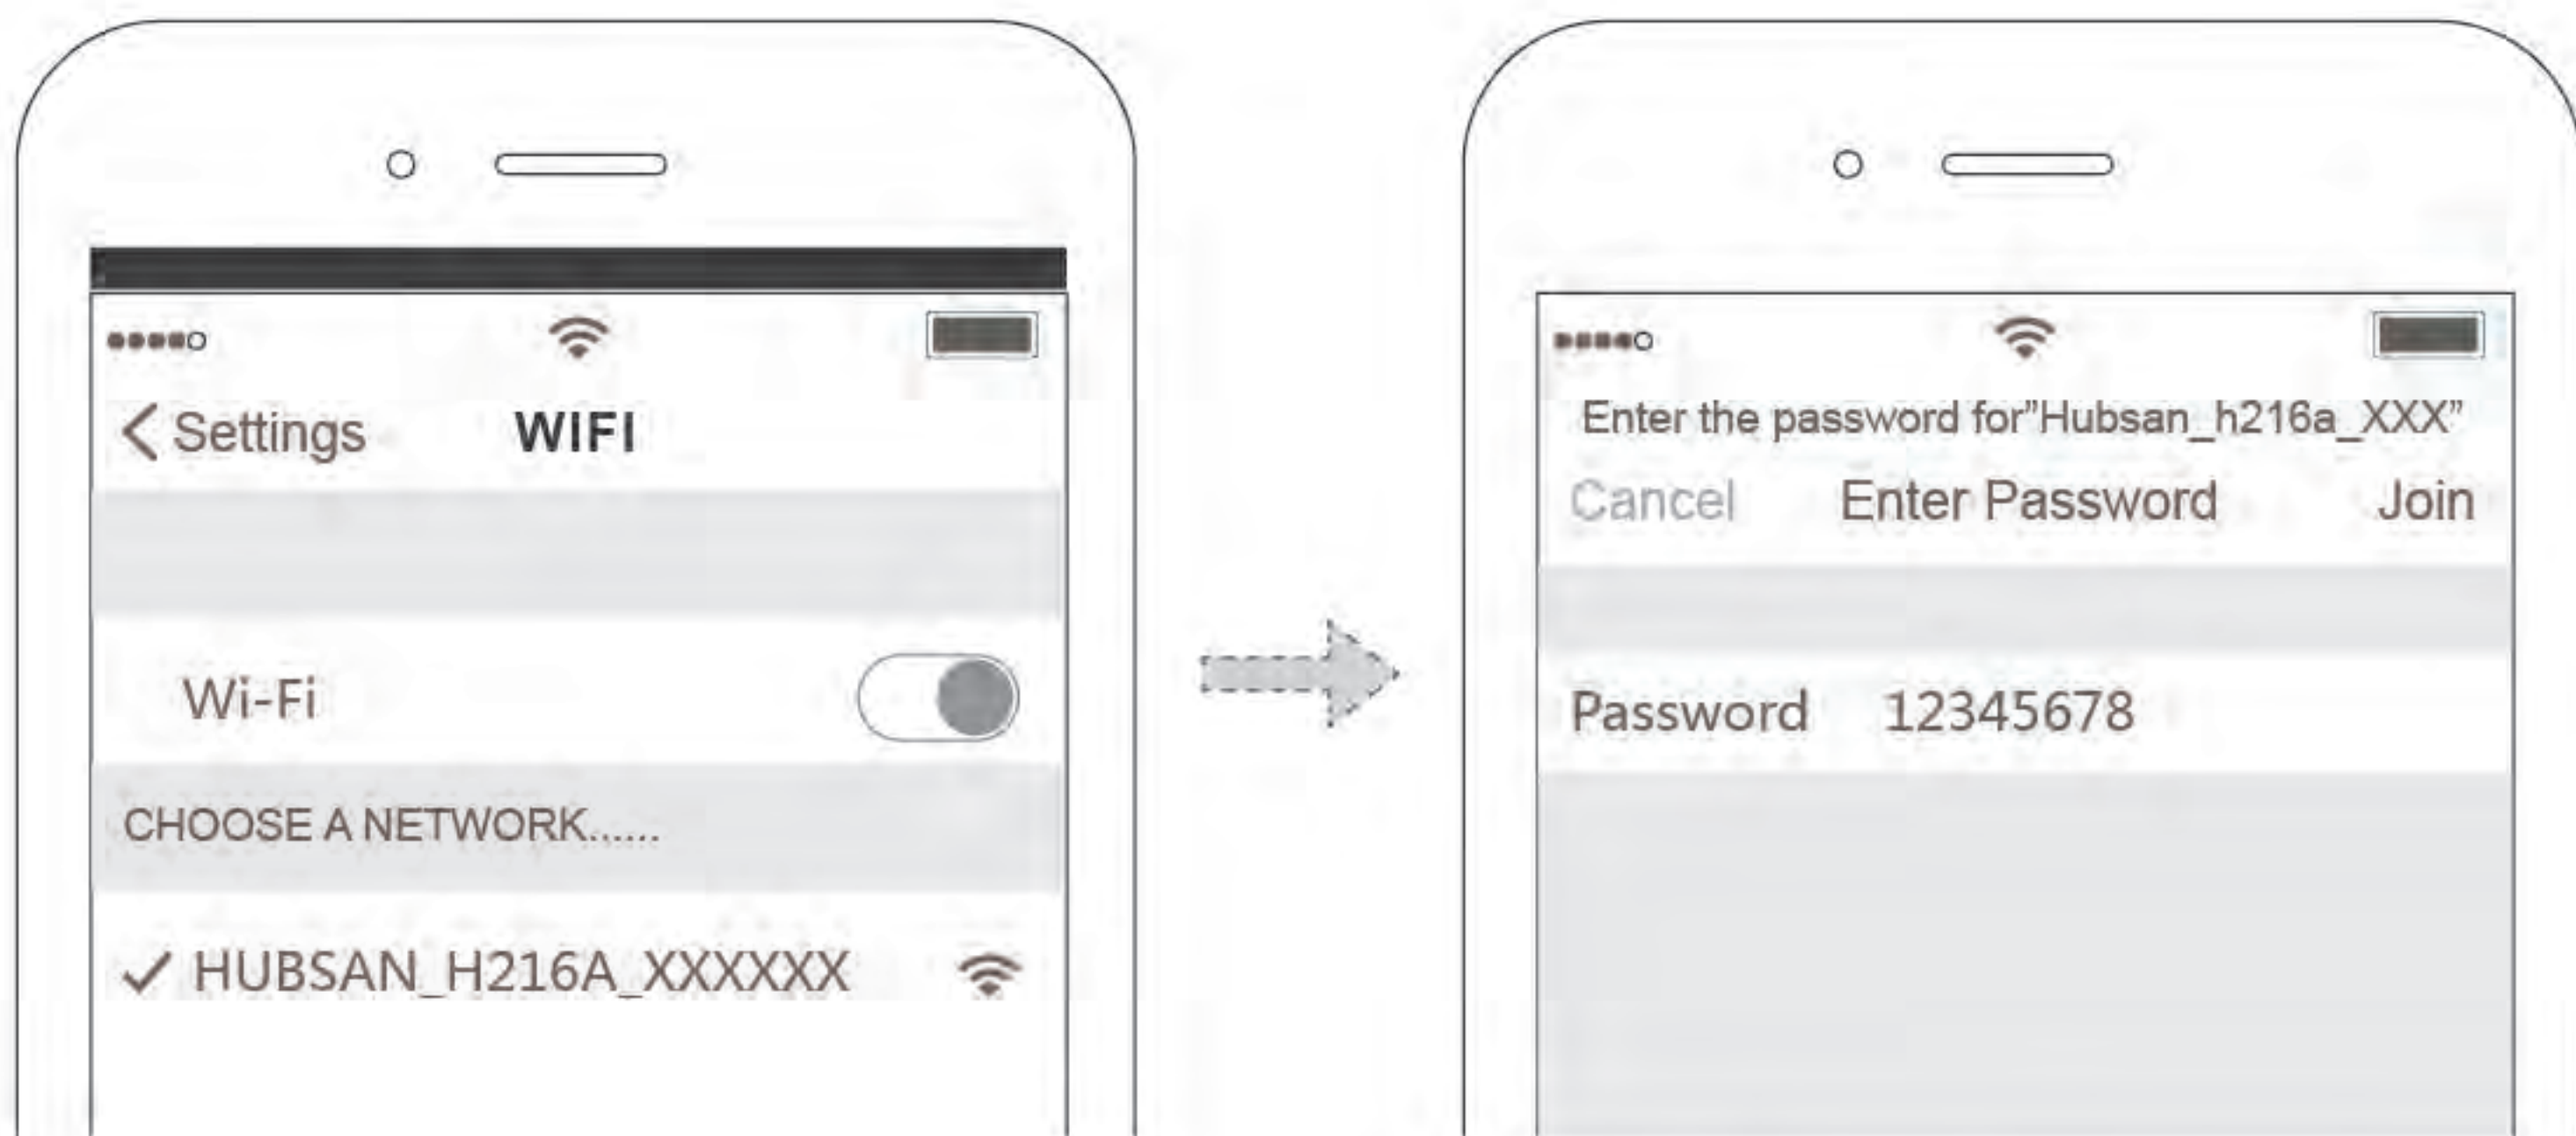 Settings WIFI
Wi-Fi
CHOOSE A NETWORK......
HUBSAN_H216A_XXXXXX
Enter the password for”Hubsan_h216a_XXX”
Cancel Enter Password Join
Password 12345678